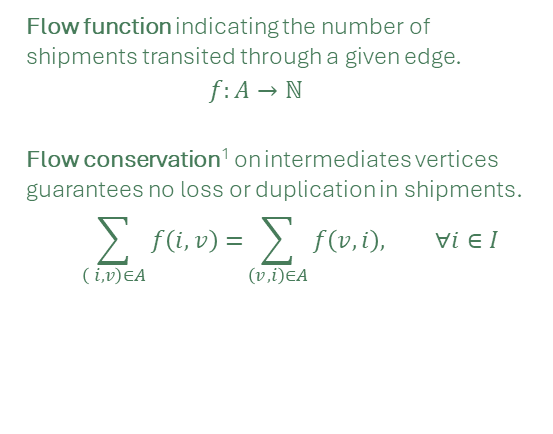 Flow function indicating the number of
shipments transited through a given edge.
f: A → ℕ
Flow conservation¹ on intermediates vertices
guarantees no loss or duplication in shipments.
∑ f(i, v) = ∑ f(v, i), ∀i ∈ I
( i,v)∈A (v,i)∈A